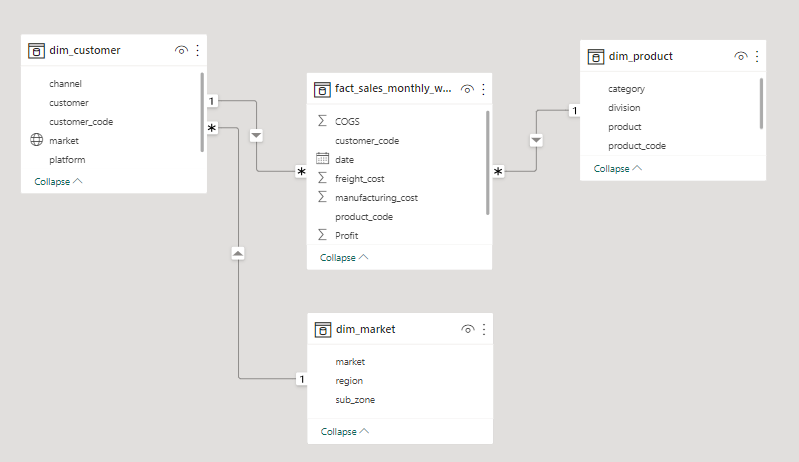 dim_customer
channel
customer
customer_code
market
platform
Collapse
1
*
fact_sales_monthly_w...
COGS
customer_code
date
freight_cost
manufacturing_cost
product_code
Profit
Collapse
*
*
dim_product
category
division
product
product_code
Collapse
1
dim_market
market
region
sub_zone
Collapse
1